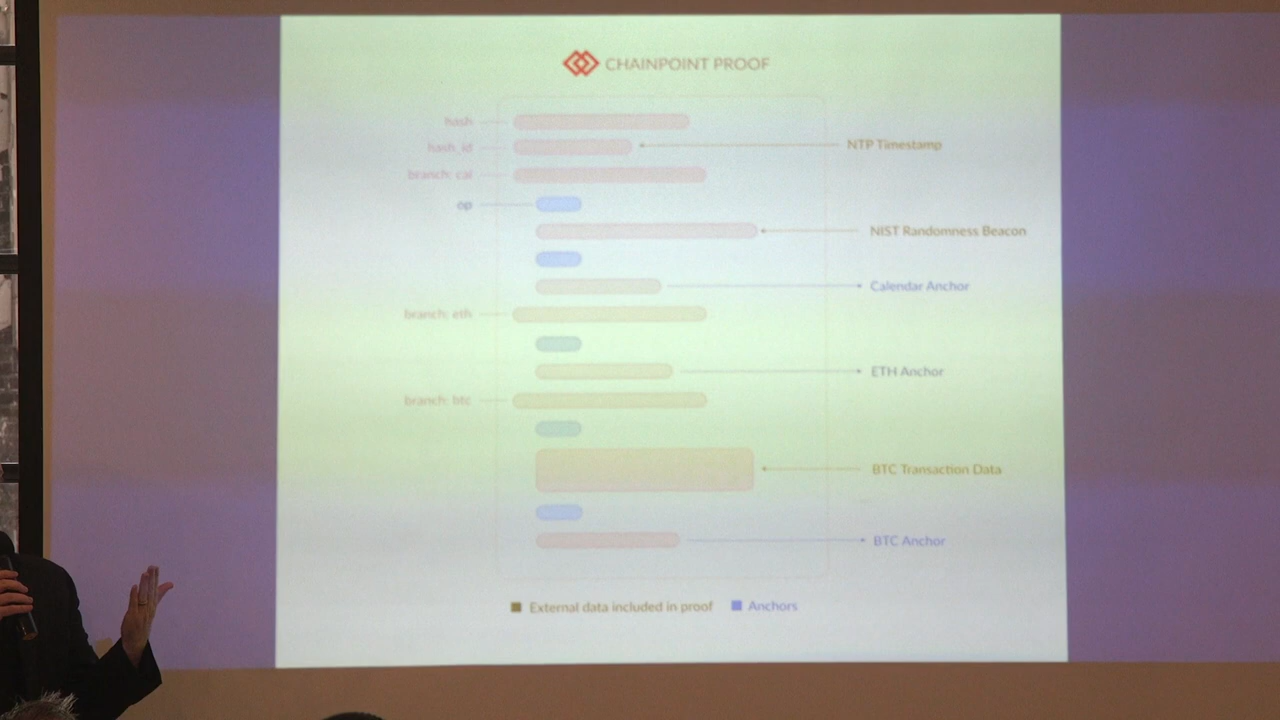 CHAINPOINT PROOF
hash
hash_id
NTP Timestamp
branch: cal
op
NIST Randomness Beacon
Calendar Anchor
branch: eth
ETH Anchor
branch: btc
BTC Transaction Data
BTC Anchor
External data included in proof
Anchors